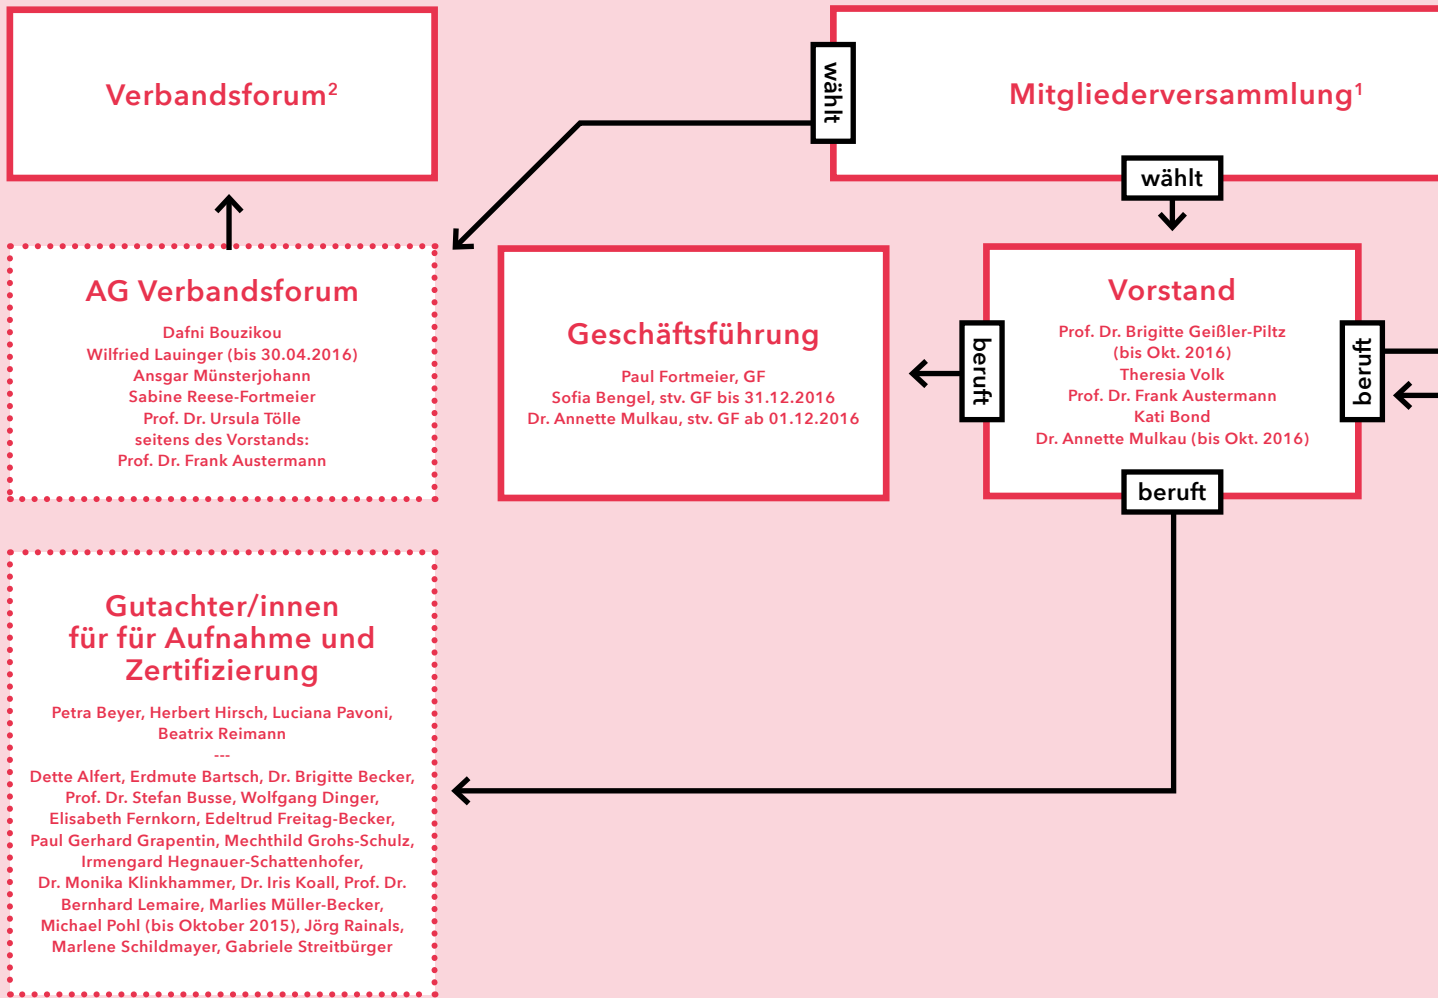 Verbandsforum²
Mitgliederversammlung¹
wählt
wählt
AG Verbandsforum
Dafni Bouzikou
Wilfried Lauinger (bis 30.04.2016)
Ansgar Münsterjohann
Sabine Reese-Fortmeier
Prof. Dr. Ursula Tölle
seitens des Vorstands:
Prof. Dr. Frank Austermann
Geschäftsführung
Paul Fortmeier, GF
Sofia Bengel, stv. GF bis 31.12.2016
Dr. Annette Mulkau, stv. GF ab 01.12.2016
beruft
Vorstand
Prof. Dr. Brigitte Geißler-Piltz
(bis Okt. 2016)
Theresia Volk
Prof. Dr. Frank Austermann
Kati Bond
Dr. Annette Mulkau (bis Okt. 2016)
beruft
beruft
Gutachter/innen
für für Aufnahme und
Zertifizierung
Petra Beyer, Herbert Hirsch, Luciana Pavoni,
Beatrix Reimann
---
Dette Alfert, Erdmute Bartsch, Dr. Brigitte Becker,
Prof. Dr. Stefan Busse, Wolfgang Dinger,
Elisabeth Fernkorn, Edeltrud Freitag-Becker,
Paul Gerhard Grapentin, Mechthild Grohs-Schulz,
Irmengard Hegnauer-Schattenhofer,
Dr. Monika Klinkhammer, Dr. Iris Koall, Prof. Dr.
Bernhard Lemaire, Marlies Müller-Becker,
Michael Pohl (bis Oktober 2015), Jörg Rainals,
Marlene Schildmayer, Gabriele Streitbürger